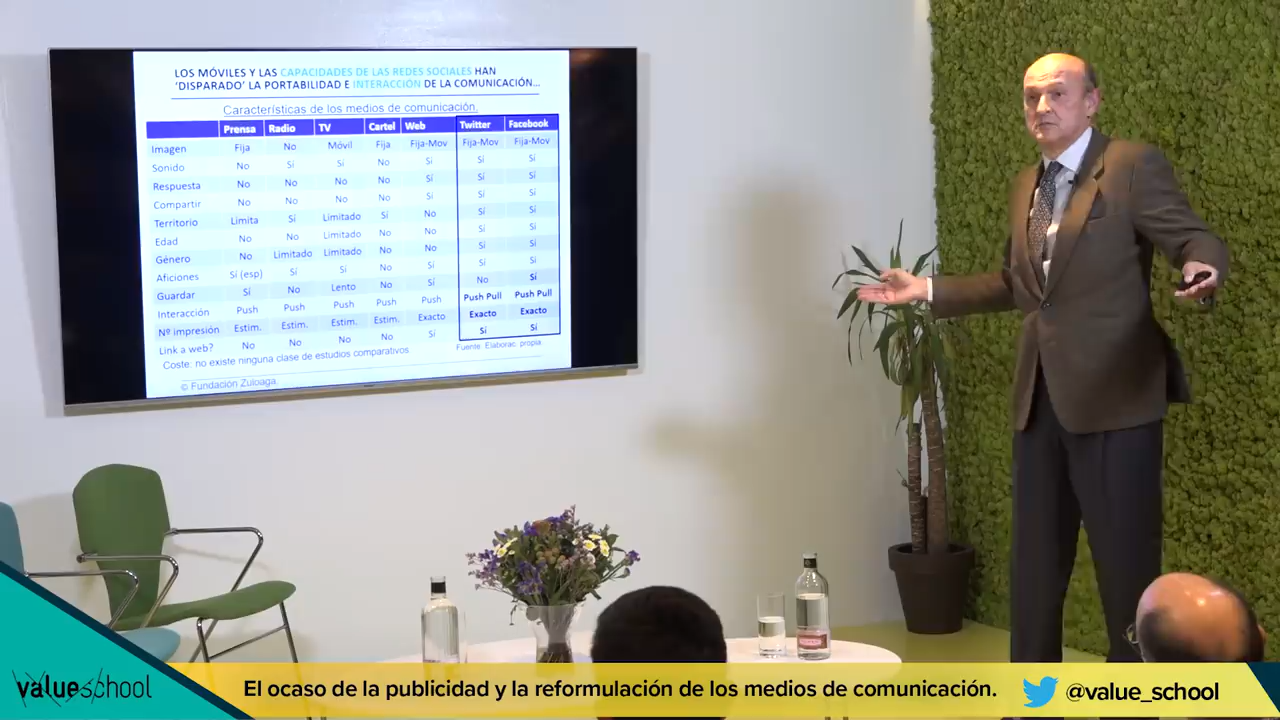 LOS MÓVILES Y LAS CAPACIDADES DE LAS REDES SOCIALES HAN
‘DISPARADO’ LA PORTABILIDAD E INTERACCIÓN DE LA COMUNICACIÓN…
Características de los medios de comunicación.
Prensa Radio TV Cartel Web Twitter Facebook
Imagen Fija No Móvil Fija Fija-Mov Fija-Mov Fija-Mov
Sonido No Sí Sí No Sí Sí Sí
Respuesta No No No No Sí Sí Sí
Compartir No No No No Sí Sí Sí
Territorio Limita Sí Limitado Sí No Sí Sí
Edad No No Limitado No No Sí Sí
Género No Limitado Limitado No No Sí Sí
Aficiones Sí (esp) Sí Sí No Sí Sí Sí
Guardar Sí No Lento No Sí No Sí
Interacción Push Push Push Push Push Push Pull Push Pull
Nº impresión Estim. Estim. Estim. Estim. Exacto Exacto Exacto
Link a web? No No No No Sí Sí Sí
Coste: no existe ninguna clase de estudios comparativos
Fuente: Elaborac. propia
© Fundación Zuloaga.
valueschool
El ocaso de la publicidad y la reformulación de los medios de comunicación.
@value_school